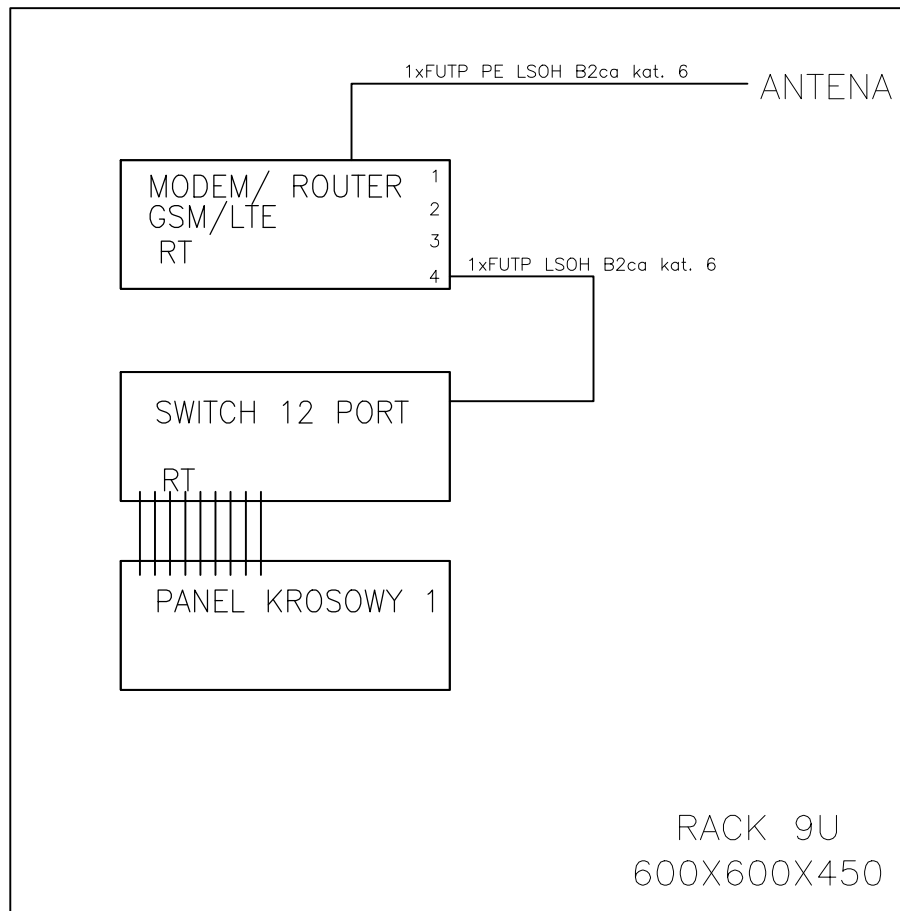 1xFUTP PE LSOH B2ca kat. 6
ANTENA
MODEM/ ROUTER
GSM/LTE
RT
1
2
3
4
1xFUTP LSOH B2ca kat. 6
SWITCH 12 PORT
RT
PANEL KROSOWY 1
RACK 9U
600X600X450